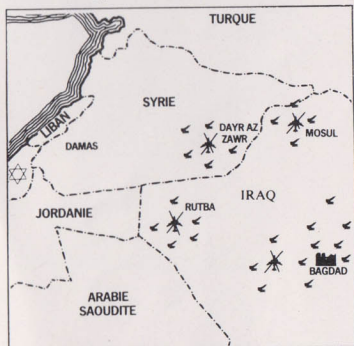 TURQUE
SYRIE
LIBAN
DAYR AZ
ZAWR
MOSUL
DAMAS
IRAQ
JORDANIE
RUTBA
BAGDAD
ARABIE
SAOUDITE